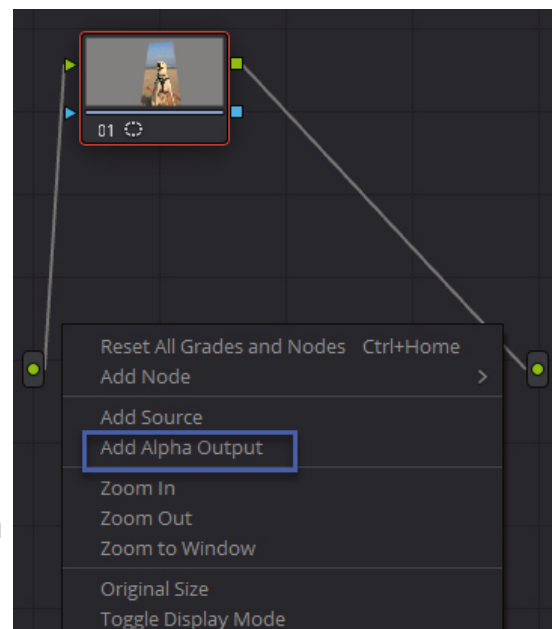 01
Reset All Grades and Nodes Ctrl+Home
Add Node >
Add Source
Add Alpha Output
Zoom In
Zoom Out
Zoom to Window
Original Size
Toggle Display Mode